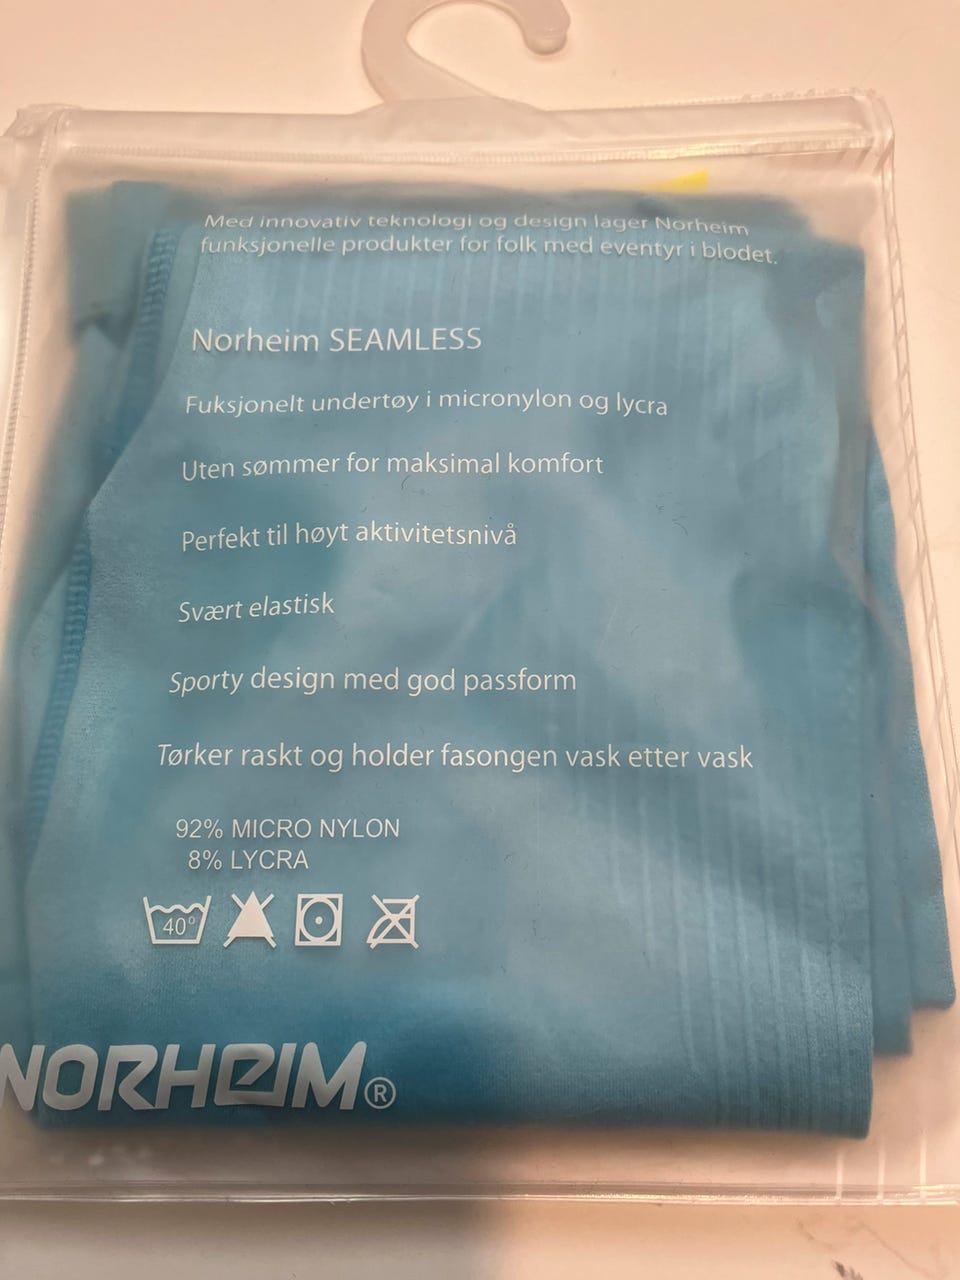 Med innovativ teknologi og design lager Norheim
funksjonelle produkter for folk med eventyr i blodet.
Norheim SEAMLESS
Fuksjonelt undertøy i micronylon og lycra
Uten sømmer for maksimal komfort
Perfekt til høyt aktivitetsnivå
Svært elastisk
Sporty design med god passform
Tørker raskt og holder fasongen vask etter vask
92% MICRO NYLON
8% LYCRA
40°
NORHEIM®